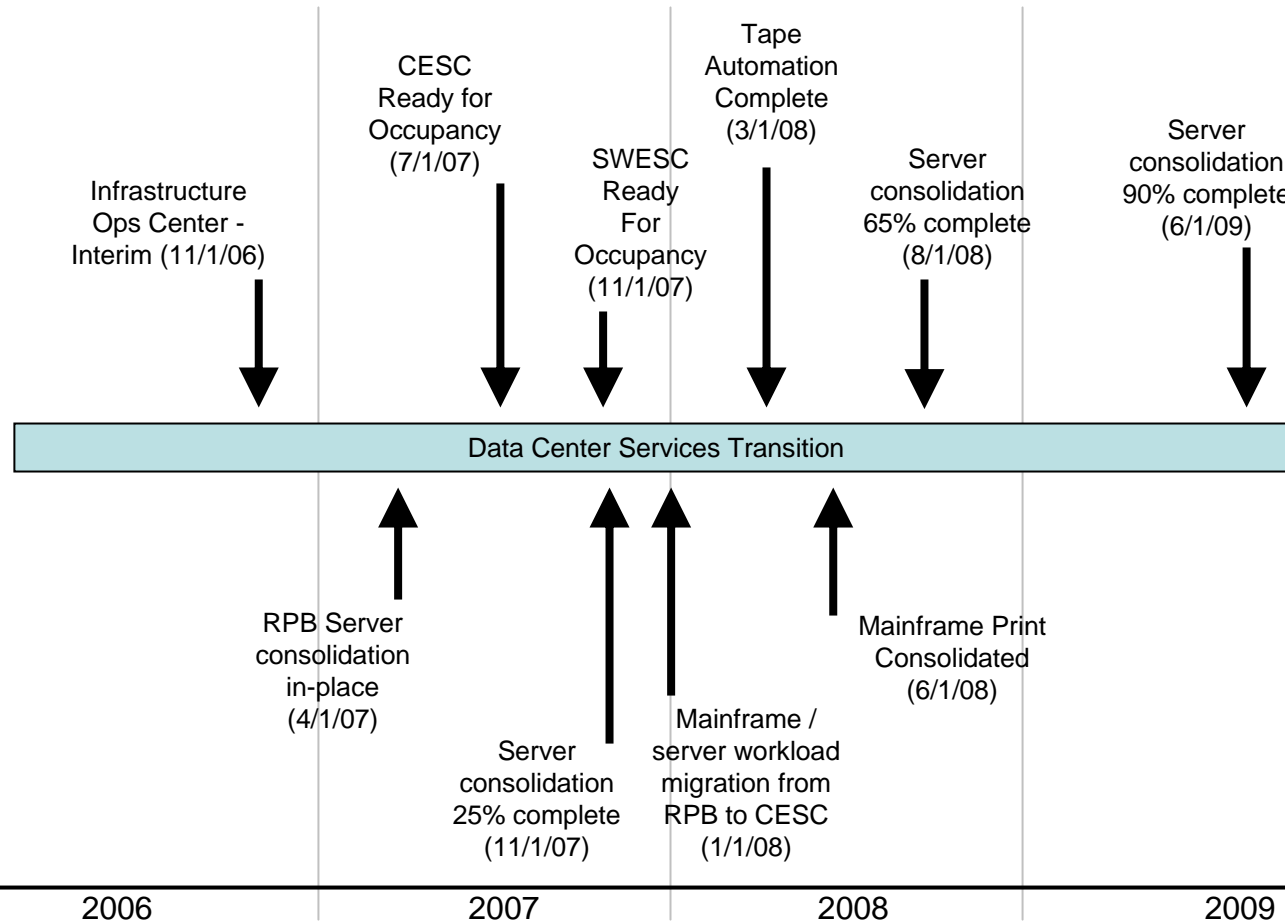 Infrastructure
Ops Center -
Interim (11/1/06)
CESC
Ready for
Occupancy
(7/1/07)
SWESC
Ready
For
Occupancy
(11/1/07)
Tape
Automation
Complete
(3/1/08)
Server
consolidation
65% complete
(8/1/08)
Server
consolidation
90% complete
(6/1/09)
Data Center Services Transition
RPB Server
consolidation
in-place
(4/1/07)
Server
consolidation
25% complete
(11/1/07)
Mainframe /
server workload
migration from
RPB to CESC
(1/1/08)
Mainframe Print
Consolidated
(6/1/08)
2006
2007
2008
2009